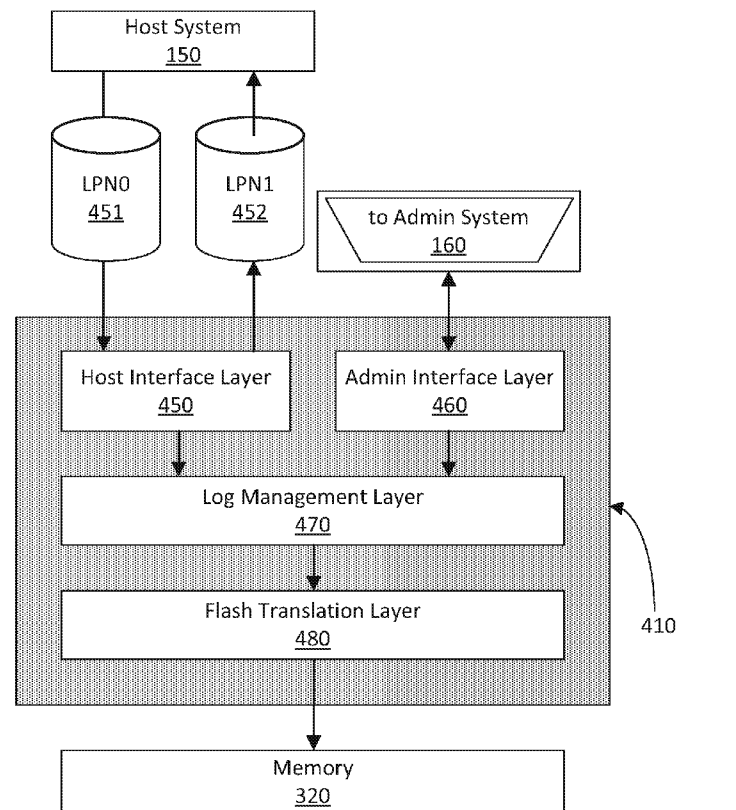 Host System
150
LPN0
451
LPN1
452
to Admin System
160
Host Interface Layer
450
Admin Interface Layer
460
Log Management Layer
470
Flash Translation Layer
480
410
Memory
320